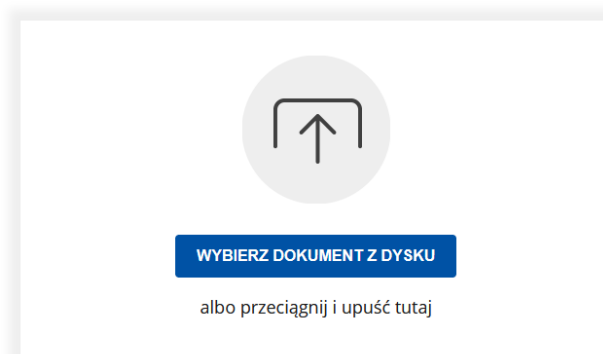 WYBIERZ DOKUMENT Z DYSKU
albo przeciągnij i upuść tutaj